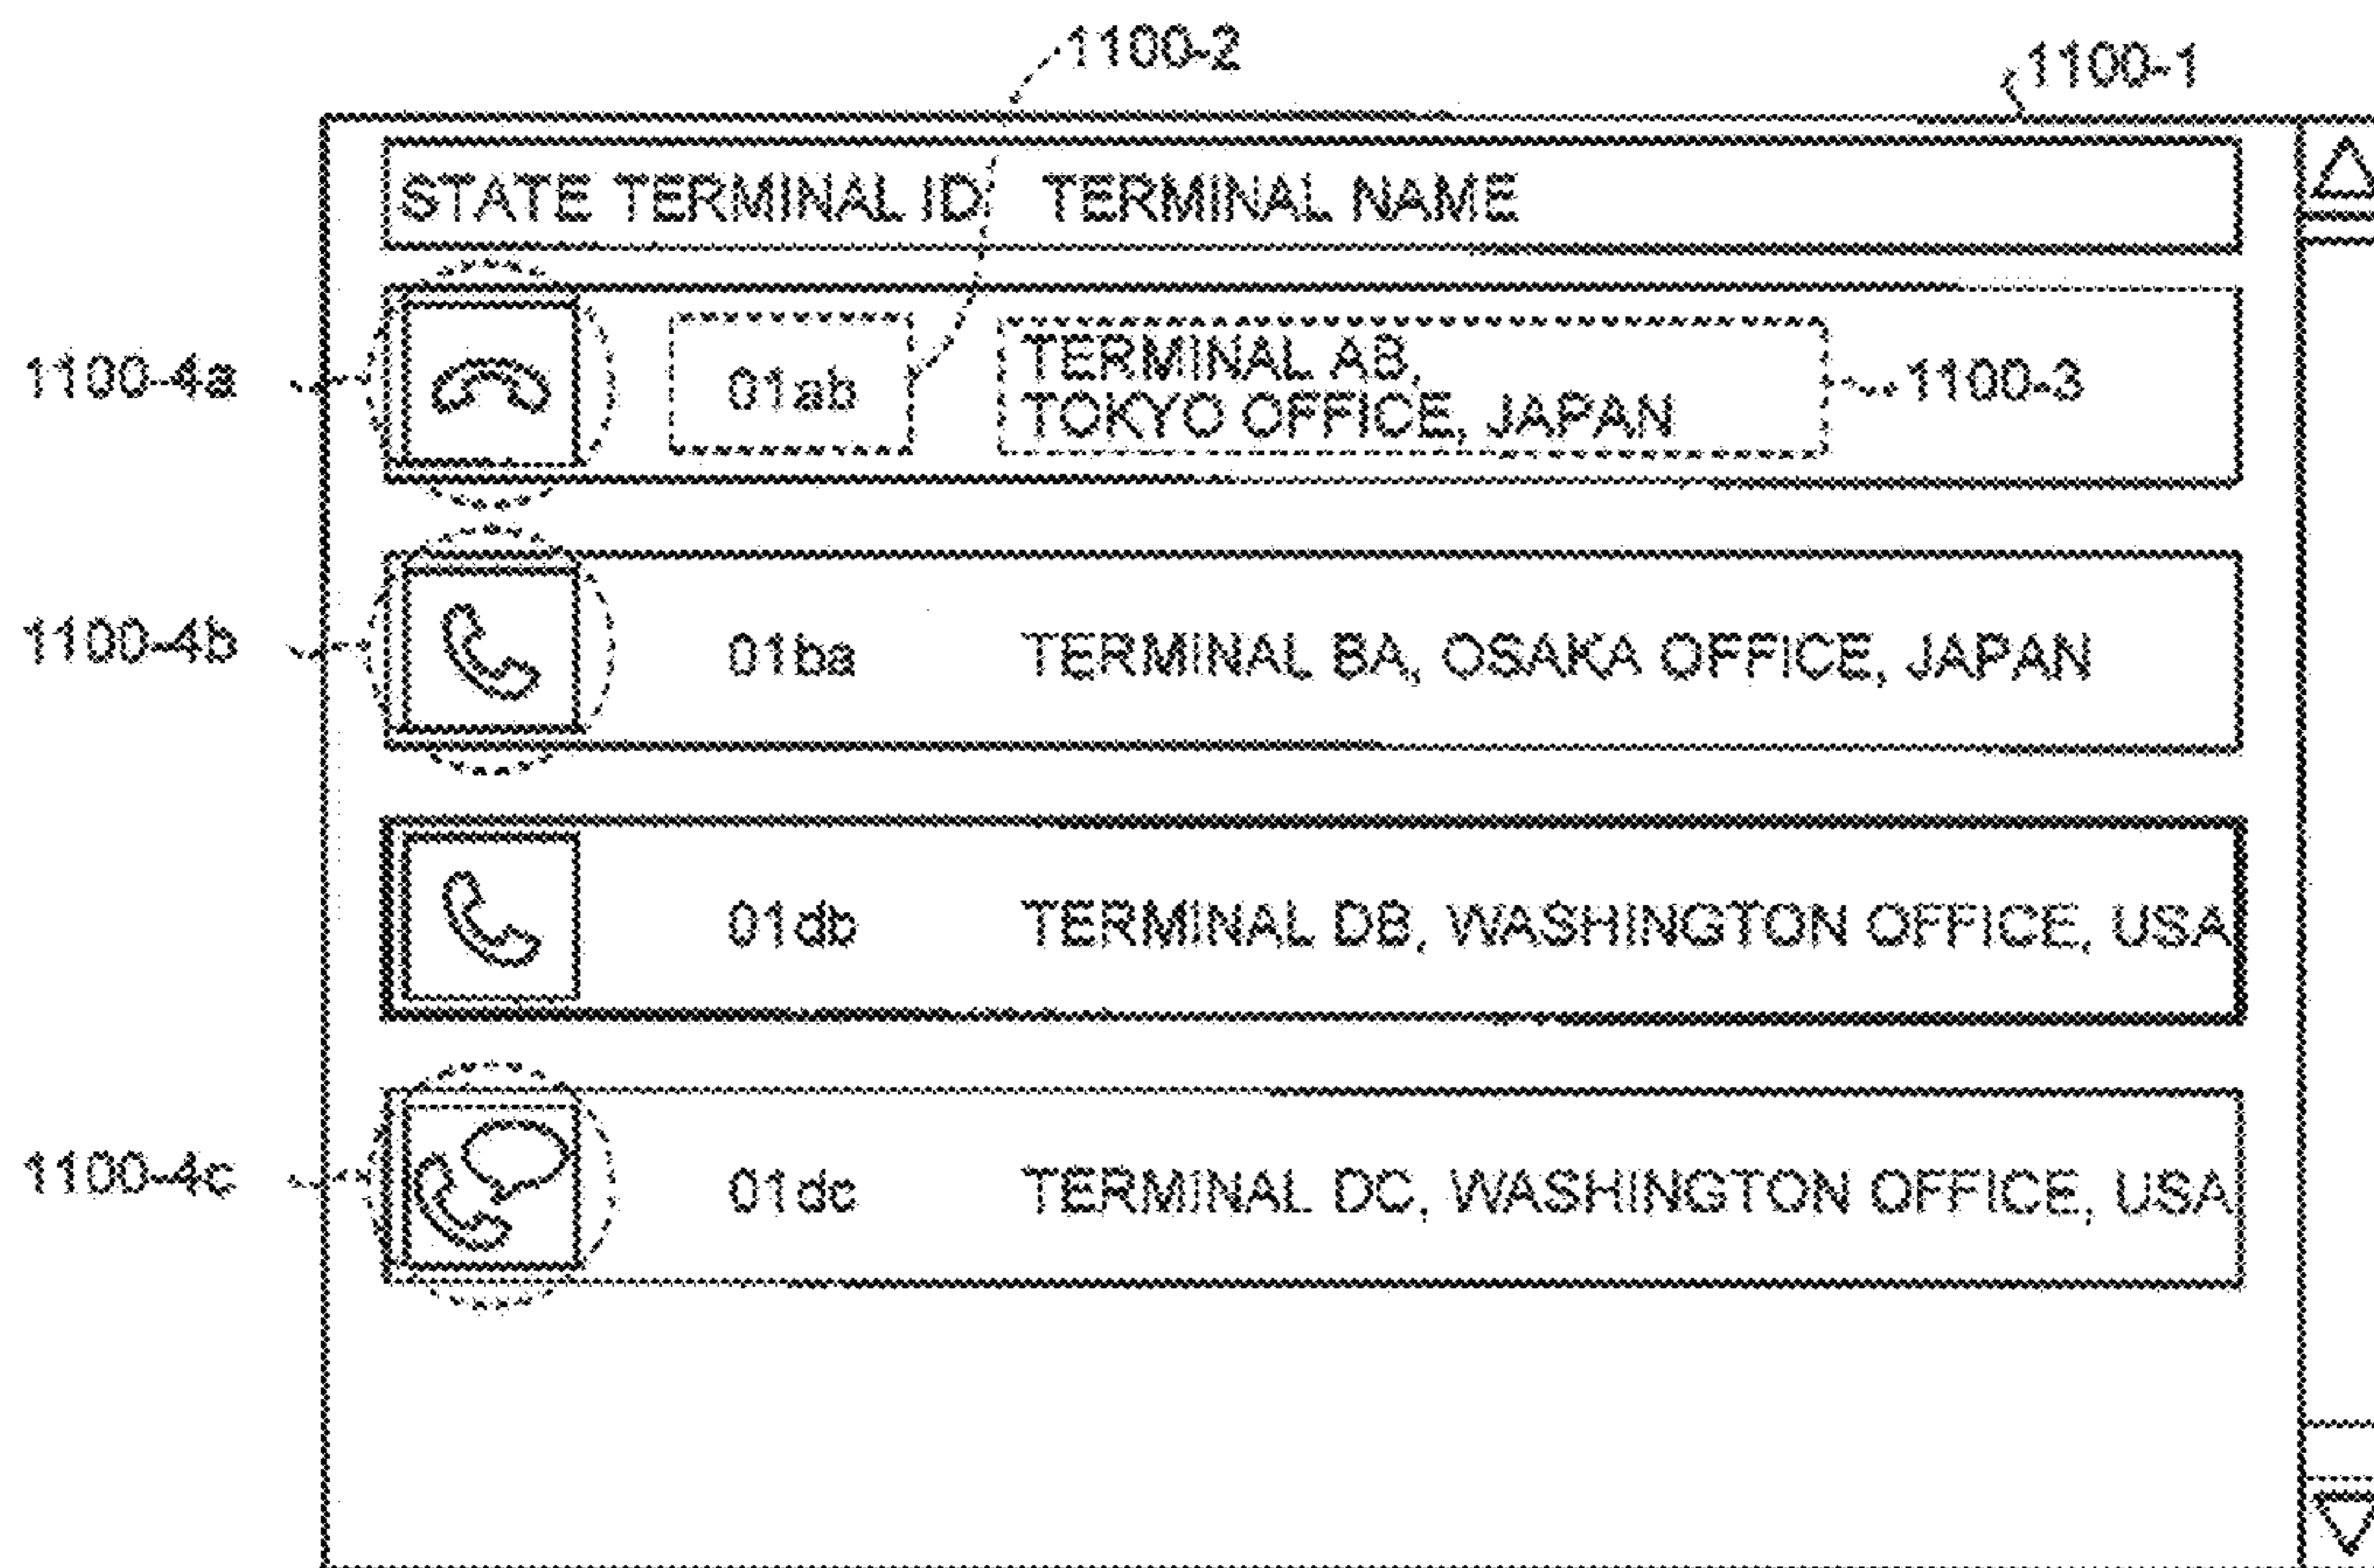 1100-2
1100-1
STATE TERMINAL ID TERMINAL NAME
1100-4a
01ab
TERMINAL AB,
TOKYO OFFICE, JAPAN
1100-3
1100-4b
01ba
TERMINAL BA, OSAKA OFFICE, JAPAN
01db
TERMINAL DB, WASHINGTON OFFICE, USA
1100-4c
01dc
TERMINAL DC, WASHINGTON OFFICE, USA